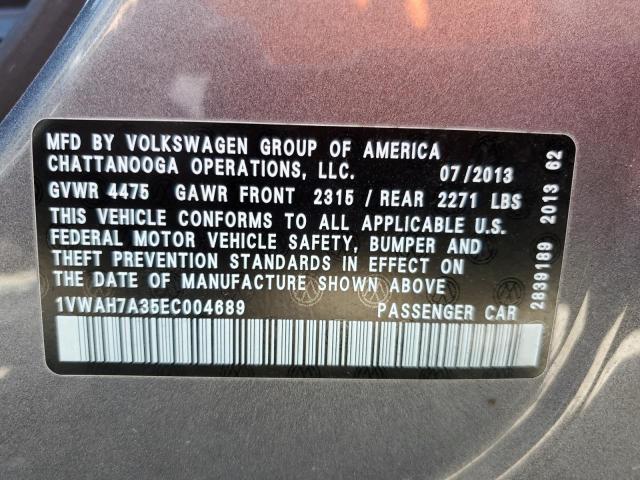 MFD BY VOLKSWAGEN GROUP OF AMERICA
CHATTANOOGA OPERATIONS, LLC. 07/2013
GVWR 4475 GAWR FRONT 2315 / REAR 2271 LBS
THIS VEHICLE CONFORMS TO ALL APPLICABLE U.S.
FEDERAL MOTOR VEHICLE SAFETY, BUMPER AND
THEFT PREVENTION STANDARDS IN EFFECT ON
THE DATE OF MANUFACTURE SHOWN ABOVE
1VWAH7A35EC004689 PASSENGER CAR
2839189 2013 62